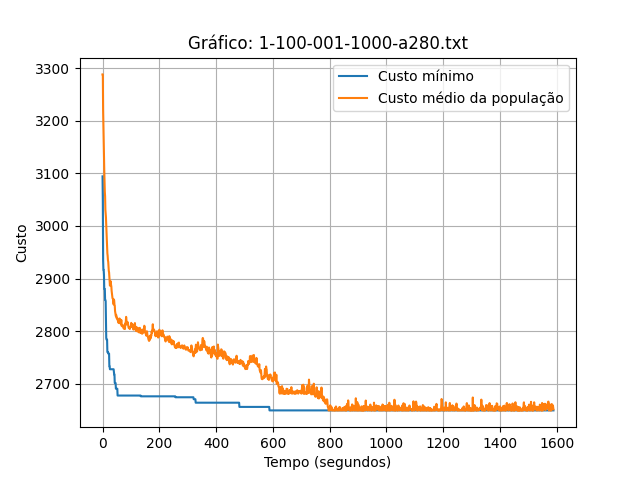 Gráfico: 1-100-001-1000-a280.txt
Custo mínimo
Custo médio da população
3300
3200
3100
3000
2900
2800
2700
Custo
0 200 400 600 800 1000 1200 1400 1600
Tempo (segundos)